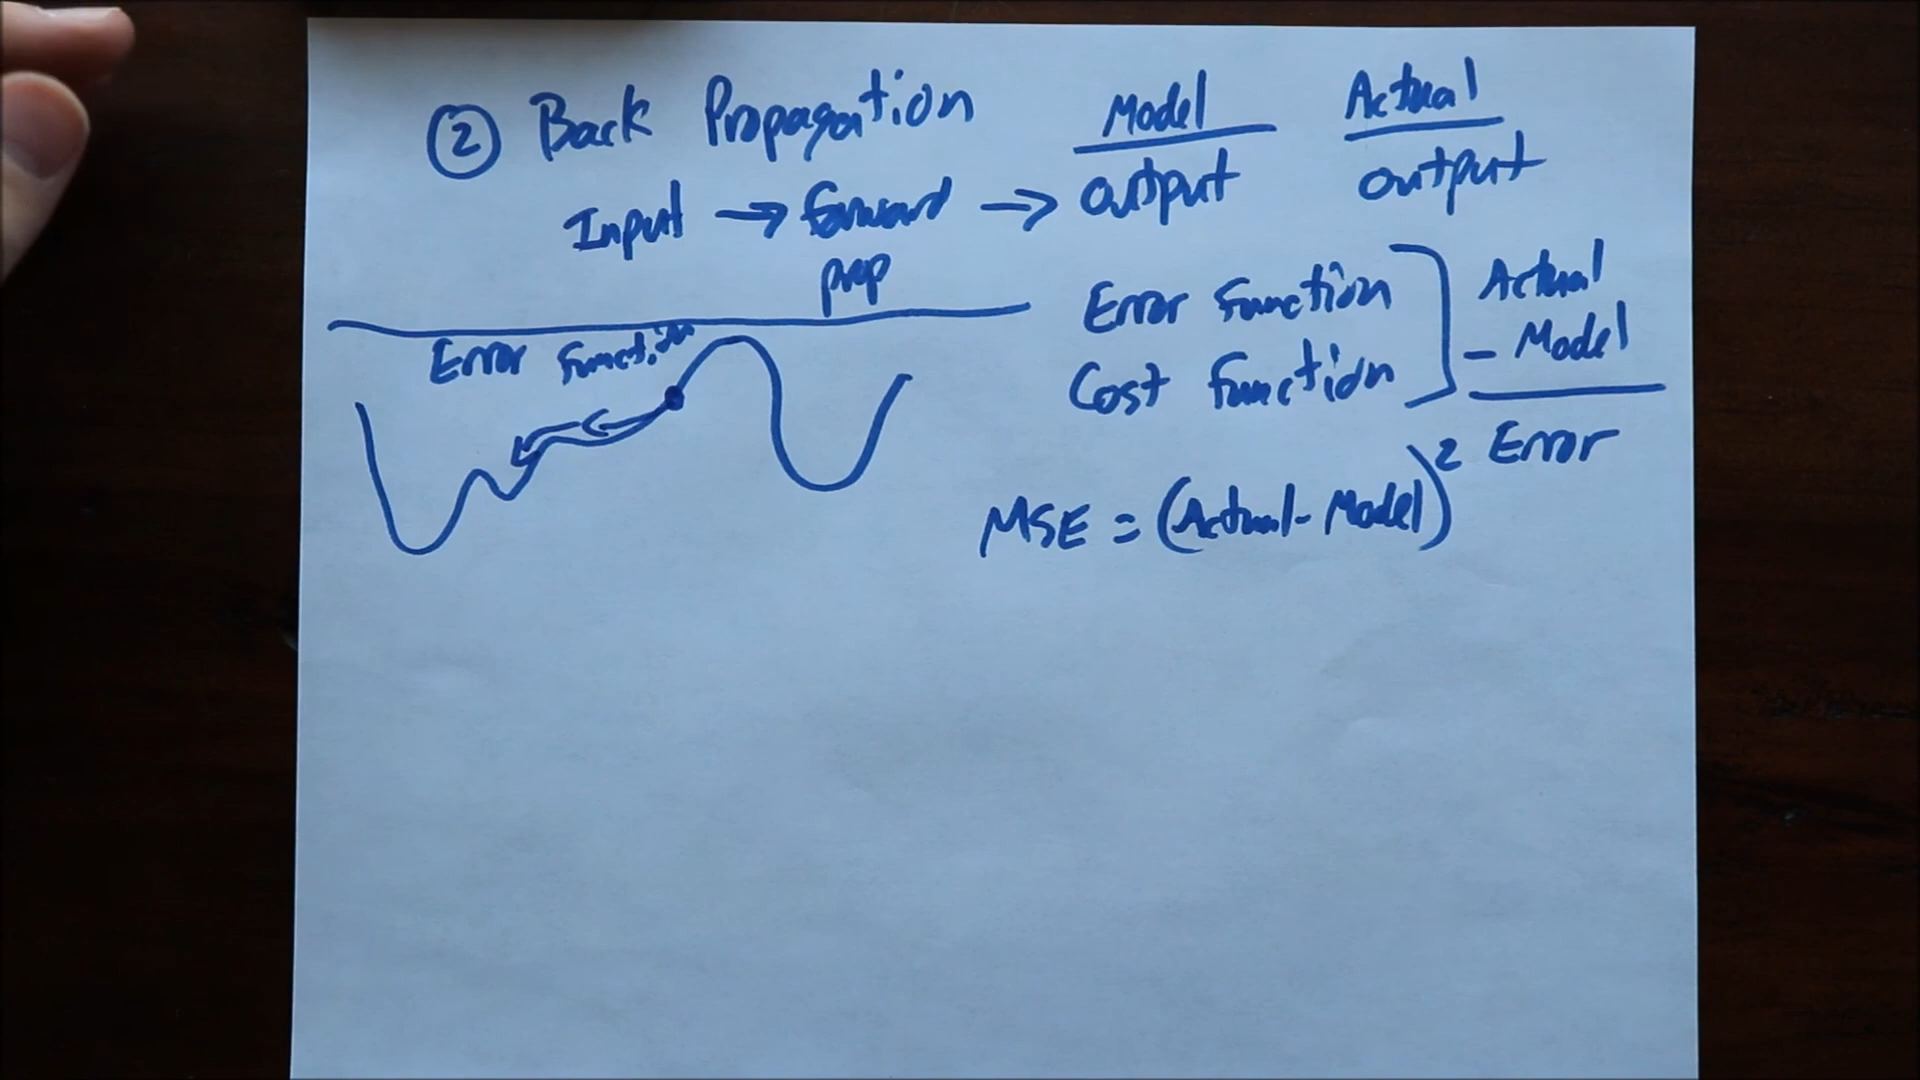 ② Back Propagation
Input → forward prop → Model output
Actual output
Error function
Cost function
Actual
- Model
Error
MSE = (Actual - Model)²
Error function